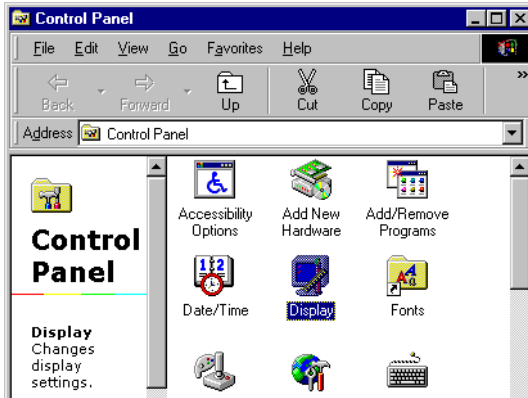 Control Panel
File Edit View Go Favorites Help
Back Forward Up Cut Copy Paste »
Address Control Panel
Control
Panel
Display
Changes
display
settings.
Accessibility
Options
Add New
Hardware
Add/Remove
Programs
Date/Time
Display
Fonts